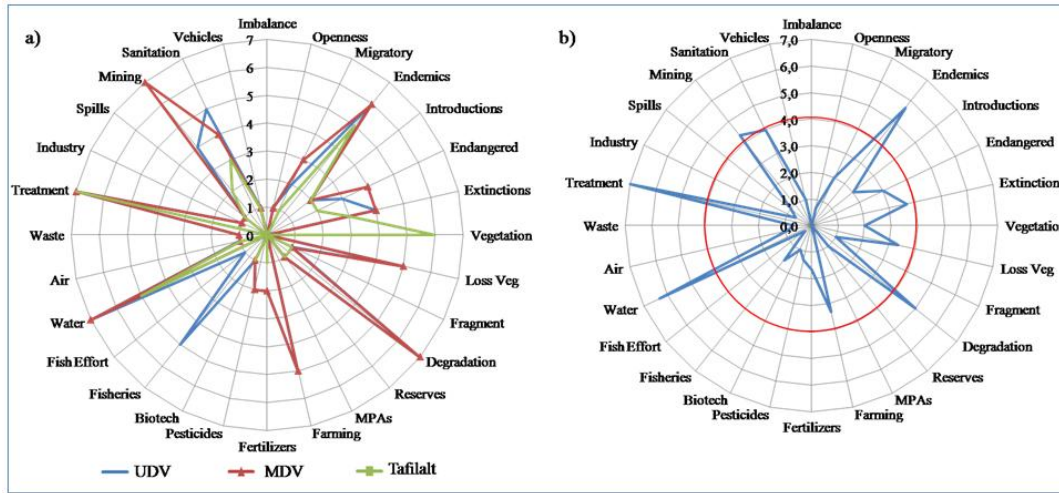 a)
Imbalance
Openness
Migratory
Endemics
Introductions
Endangered
Extinctions
Vegetation
Loss Veg
Fragment
Degradation
Reserves
MPAs
Farming
Fertilizers
Pesticides
Biotech
Fisheries
Fish Effort
Water
Air
Waste
Treatment
Industry
Spills
Mining
Sanitation
Vehicles
7
6
5
4
3
2
1
0
UDV
MDV
Tafilalt
b)
Imbalance
Openness
Migratory
Endemics
Introductions
Endangered
Extinctions
Vegetation
Loss Veg
Fragment
Degradation
Reserves
MPAs
Farming
Fertilizers
Pesticides
Biotech
Fisheries
Fish Effort
Water
Air
Waste
Treatment
Industry
Spills
Mining
Sanitation
Vehicles
7,0
6,0
5,0
4,0
3,0
2,0
1,0
0,0